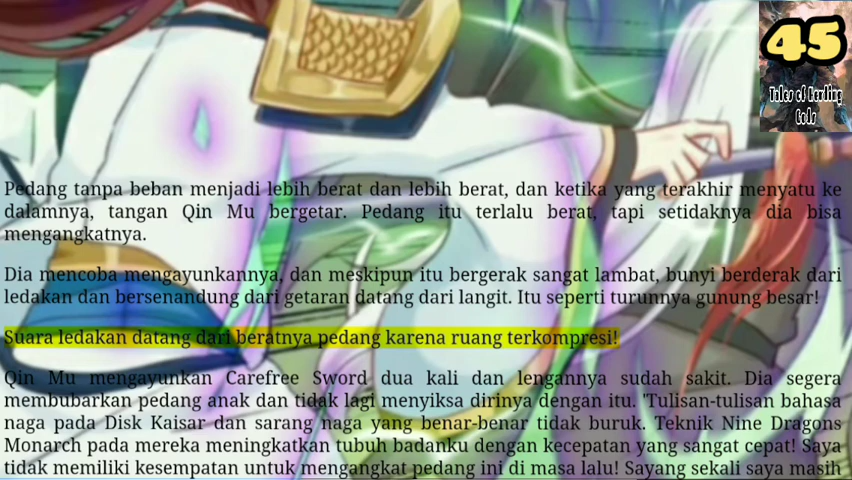 45
Tales of Herding
Gods
Pedang tanpa beban menjadi lebih berat dan lebih berat, dan ketika yang terakhir menyatu ke
dalamnya, tangan Qin Mu bergetar. Pedang itu terlalu berat, tapi setidaknya dia bisa
mengangkatnya.
Dia mencoba mengayunkannya, dan meskipun itu bergerak sangat lambat, bunyi berderak dari
ledakan dan bersenandung dari getaran datang dari langit. Itu seperti turunnya gunung besar!
Suara ledakan datang dari beratnya pedang karena ruang terkompresi!
Qin Mu mengayunkan Carefree Sword dua kali dan lengannya sudah sakit. Dia segera
membubarkan pedang anak dan tidak lagi menyiksa dirinya dengan itu. "Tulisan-tulisan bahasa
naga pada Disk Kaisar dan sarang naga yang benar-benar tidak buruk. Teknik Nine Dragons
Monarch pada mereka meningkatkan tubuh badanku dengan kecepatan yang sangat cepat! Saya
tidak memiliki kesempatan untuk mengangkat pedang ini di masa lalu! Sayang sekali saya masih